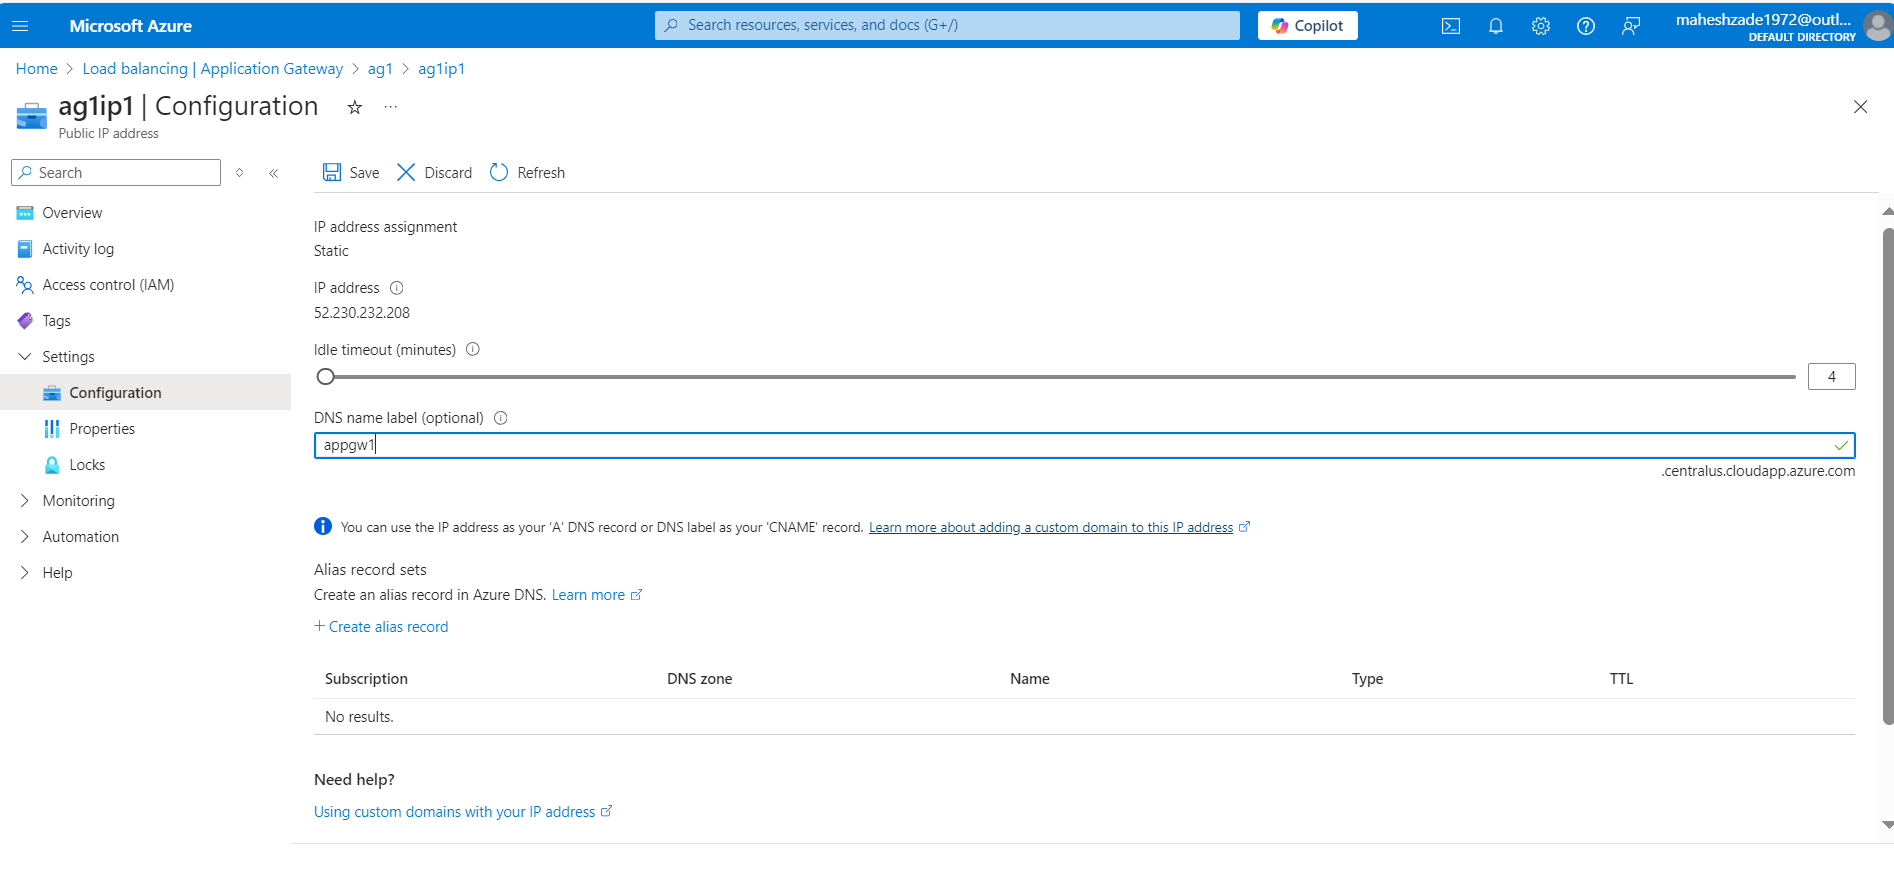 Microsoft Azure
Search resources, services, and docs (G+/)
Copilot
maheshzade1972@outl...
DEFAULT DIRECTORY
Home > Load balancing | Application Gateway > ag1 > ag1ip1
ag1ip1 | Configuration
Public IP address
Search
Overview
Activity log
Access control (IAM)
Tags
Settings
Configuration
Properties
Locks
Monitoring
Automation
Help
Save Discard Refresh
IP address assignment
Static
IP address
52.230.232.208
Idle timeout (minutes)
4
DNS name label (optional)
appgw1
.centralus.cloudapp.azure.com
You can use the IP address as your 'A' DNS record or DNS label as your 'CNAME' record. Learn more about adding a custom domain to this IP address
Alias record sets
Create an alias record in Azure DNS. Learn more
+ Create alias record
Subscription DNS zone Name Type TTL
No results.
Need help?
Using custom domains with your IP address